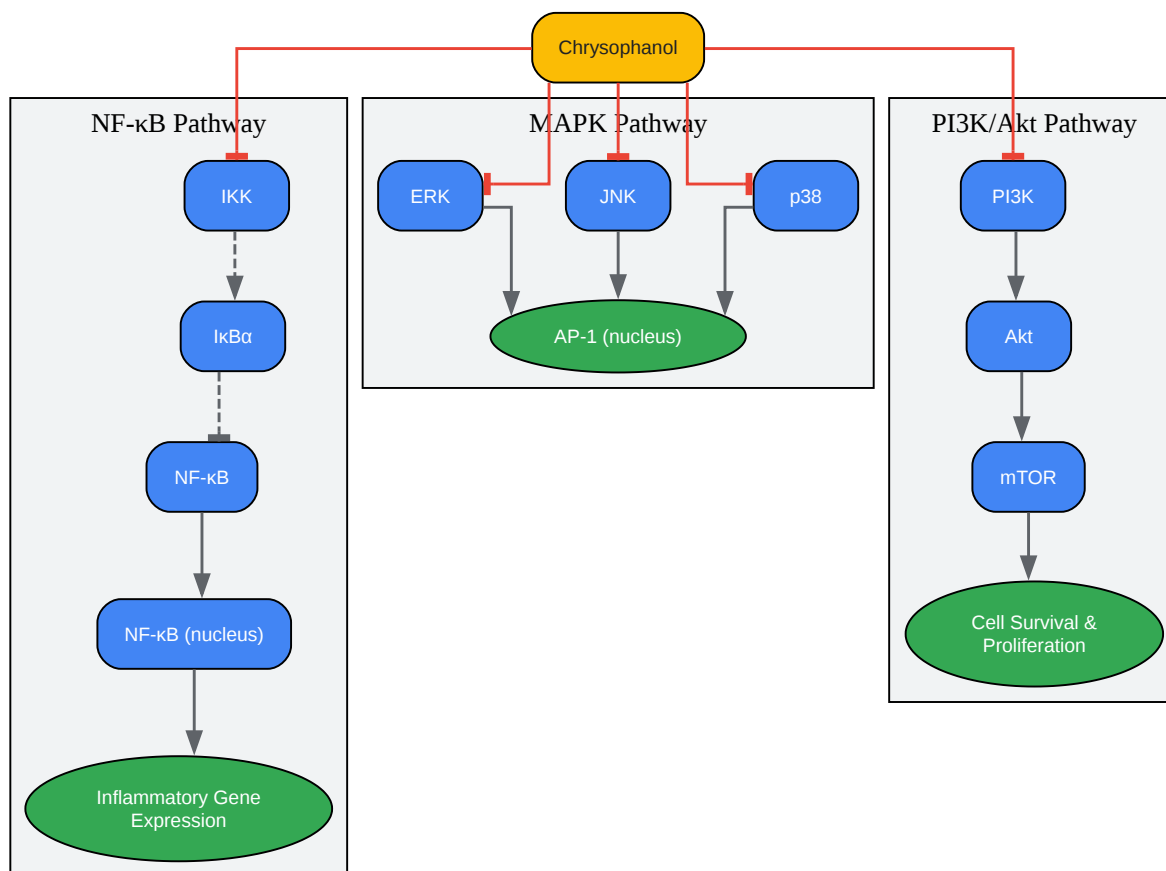 Chrysophanol
NF-κB Pathway
MAPK Pathway
PI3K/Akt Pathway
IKK
ERK
JNK
p38
PI3K
IκBα
AP-1 (nucleus)
Akt
NF-κB
mTOR
NF-κB (nucleus)
Cell Survival &
Proliferation
Inflammatory Gene
Expression